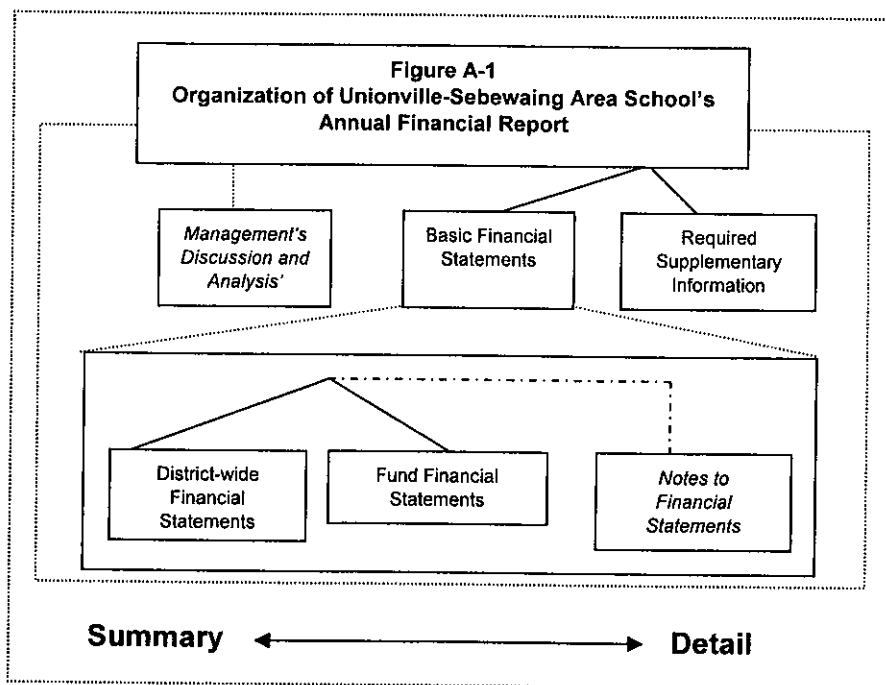 Figure A-1
Organization of Unionville-Sebewaing Area School's
Annual Financial Report
Management's
Discussion and
Analysis'
Basic Financial
Statements
Required
Supplementary
Information
District-wide
Financial
Statements
Fund Financial
Statements
Notes to
Financial
Statements
Summary
Detail